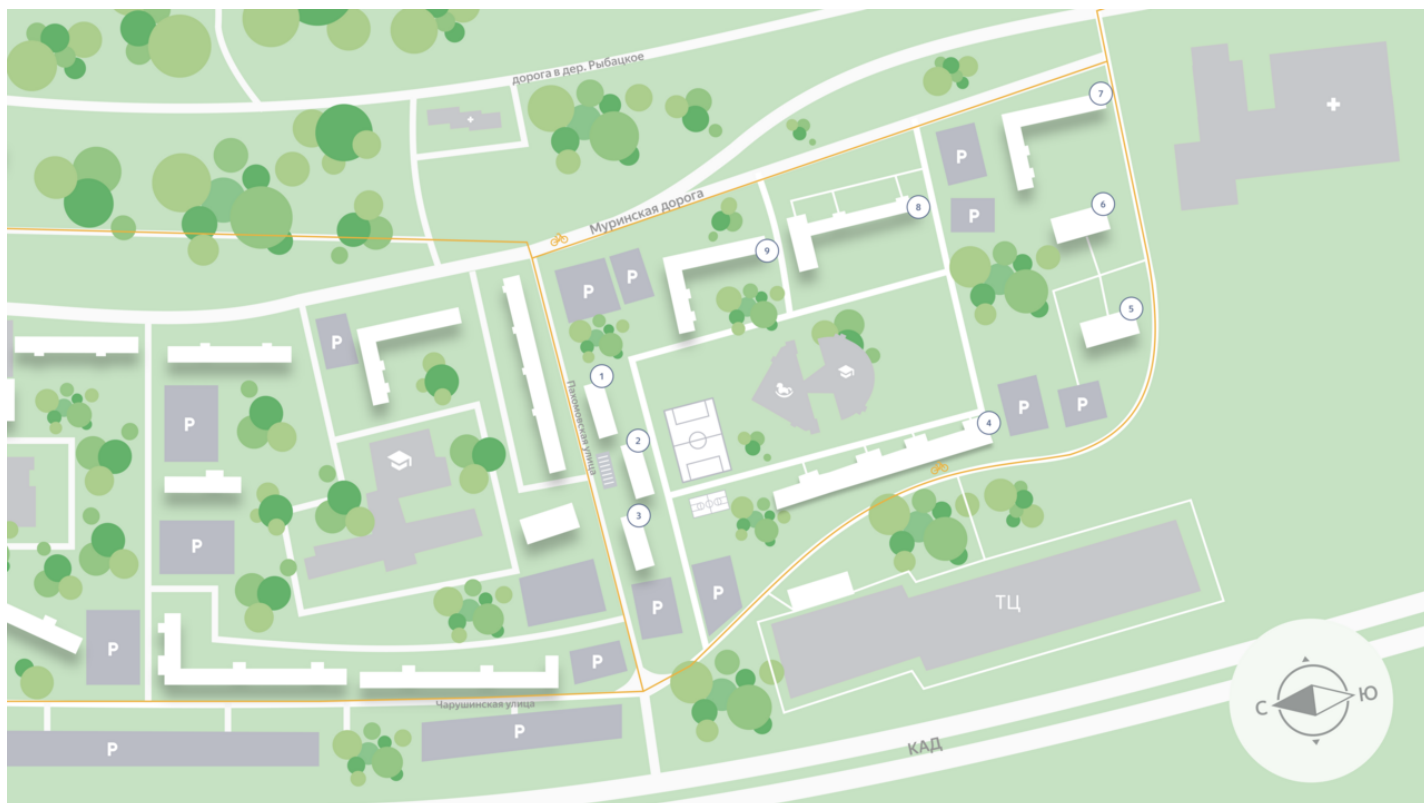 дорога в дер. Рыбацкое
7
P
Муринская дорога
6
8
P
9
P
P
5
P
1
Пахомовская улица
P
P
P
4
P
2
3
P
P
P
ТЦ
P
P
С
Ю
Чарушинская улица
P
P
КАД